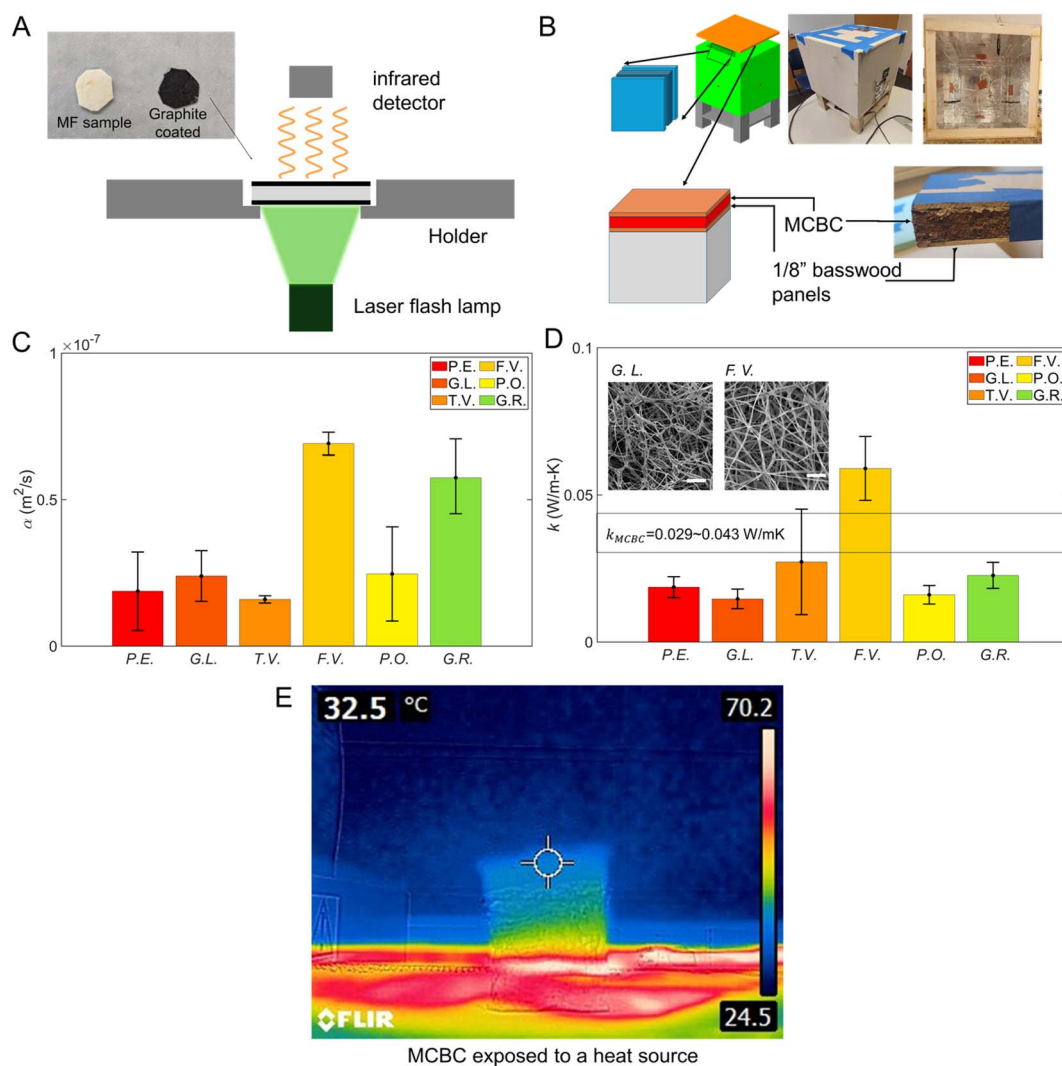 A
MF sample
Graphite
coated
infrared
detector
Holder
Laser flash lamp
B
MCBC
1/8” basswood
panels
C
×10⁻⁷
1
0.5
0
α (m²/s)
P.E.
G.L.
T.V.
F.V.
P.O.
G.R.
P.E.
G.L.
T.V.
F.V.
P.O.
G.R.
D
0.1
0.05
0
k (W/m-K)
G. L.
F. V.
P.E.
G.L.
T.V.
F.V.
P.O.
G.R.
k_MCBC=0.029~0.043 W/mK
P.E.
G.L.
T.V.
F.V.
P.O.
G.R.
E
32.5 °C
70.2
24.5
FLIR
MCBC exposed to a heat source